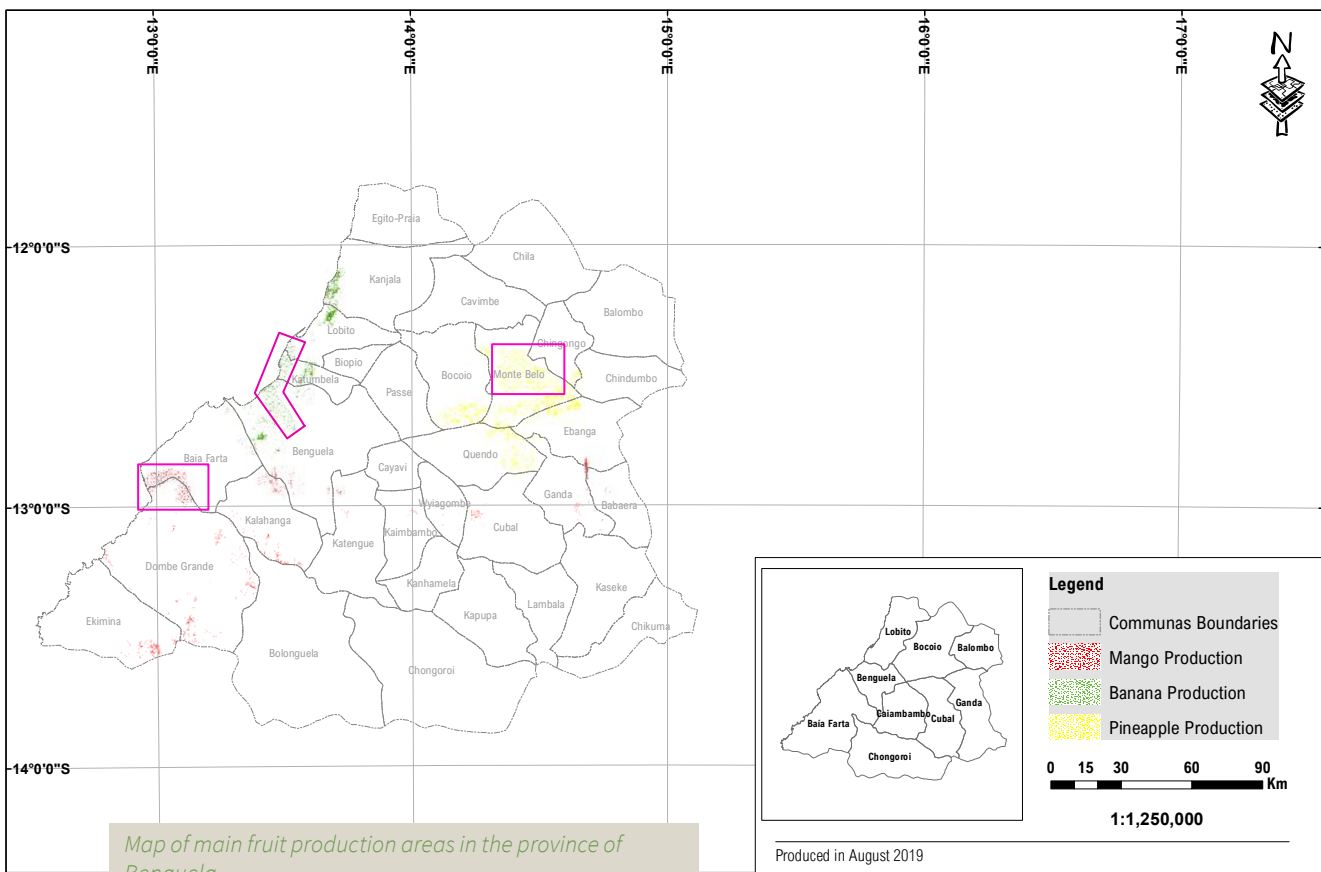 13°0'0"E
14°0'0"E
15°0'0"E
16°0'0"E
17°0'0"E
N
Egito-Praia
-12°0'0"S
Chila
Kanjala
Cavimbe
Balombo
Lobito
Chingongo
Biopio
Bocoio
Monte Belo
Chindumbo
Katumbela
Passe
Ebanga
Benguela
Quendo
Baia Farta
Cayavi
Ganda
Babaera
Wyiagombe
-13°0'0"S
Kalahanga
Cubal
Kaimbambo
Katengue
Dombe Grande
Kanhamela
Kaseke
Lambala
Kapupa
Ekimina
Chikuma
Bolonguela
Chongoroi
-14°0'0"S
Lobito
Bocoio
Balombo
Benguela
Ganda
Caiambambo
Cubal
Baia Farta
Chongoroi
Legend
Communas Boundaries
Mango Production
Banana Production
Pineapple Production
0 15 30 60 90
Km
1:1,250,000
Produced in August 2019
Map of main fruit production areas in the province of
Benguela